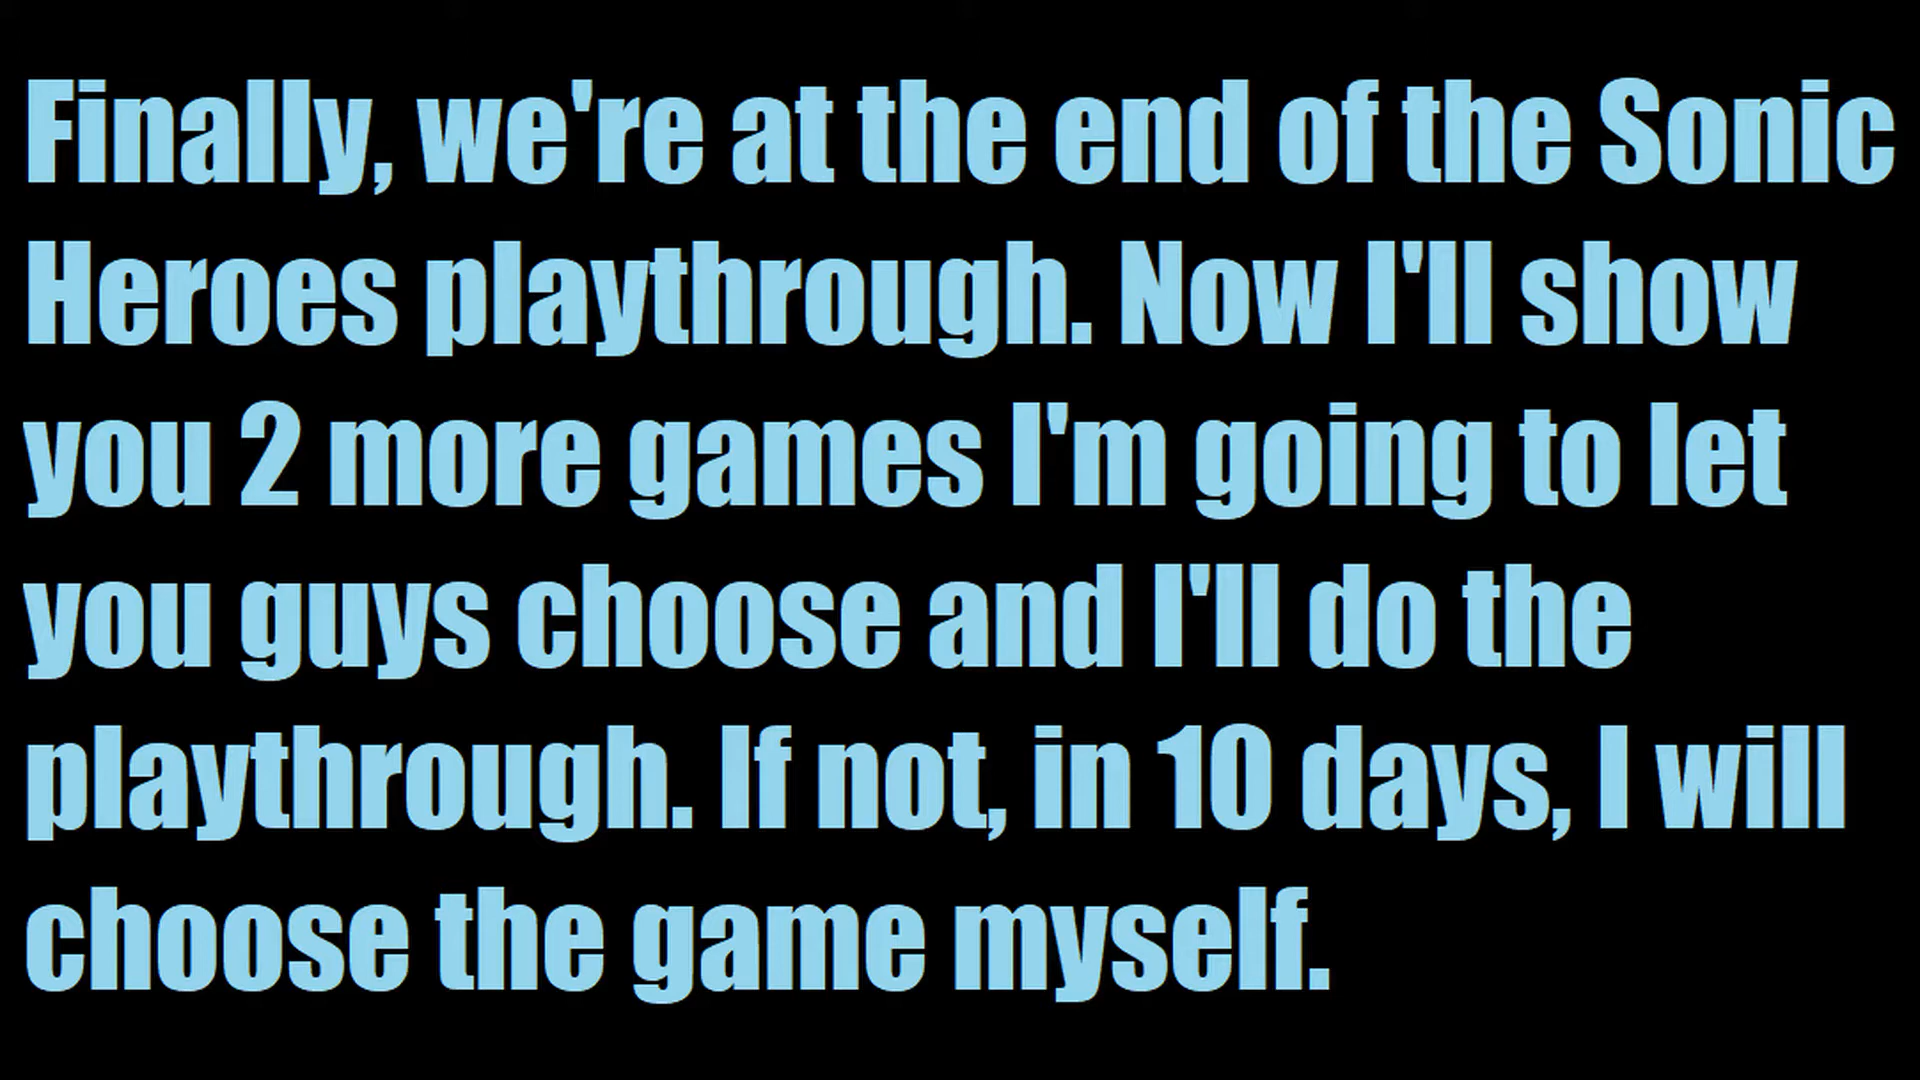 Finally, we're at the end of the Sonic
Heroes playthrough. Now I'll show
you 2 more games I'm going to let
you guys choose and I'll do the
playthrough. If not, in 10 days, I will
choose the game myself.